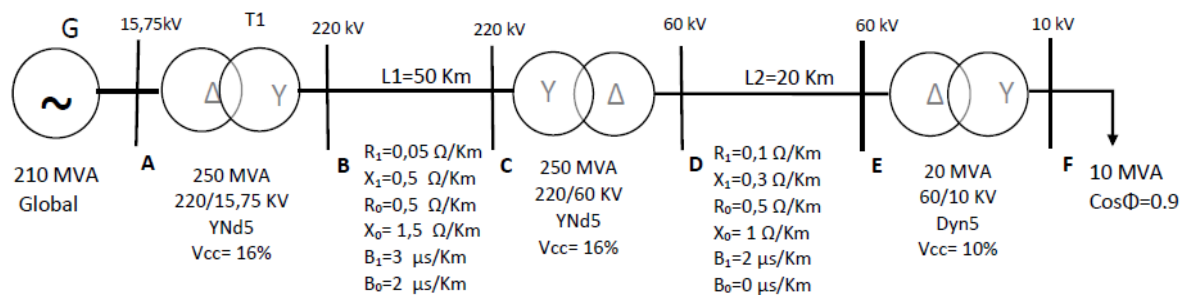 G
15,75kV
T1
220 kV
220 kV
60 kV
60 kV
10 kV
~
Δ
Y
L1=50 Km
Y
Δ
L2=20 Km
Δ
Y
A
B
C
D
E
F
210 MVA
Global
250 MVA
220/15,75 KV
YNd5
Vcc= 16%
R₁=0,05 Ω/Km
X₁=0,5 Ω/Km
R₀=0,5 Ω/Km
X₀= 1,5 Ω/Km
B₁=3 µs/Km
B₀=2 µs/Km
250 MVA
220/60 KV
YNd5
Vcc= 16%
R₁=0,1 Ω/Km
X₁=0,3 Ω/Km
R₀=0,5 Ω/Km
X₀= 1 Ω/Km
B₁=2 µs/Km
B₀=0 µs/Km
20 MVA
60/10 KV
Dyn5
Vcc= 10%
10 MVA
CosΦ=0.9